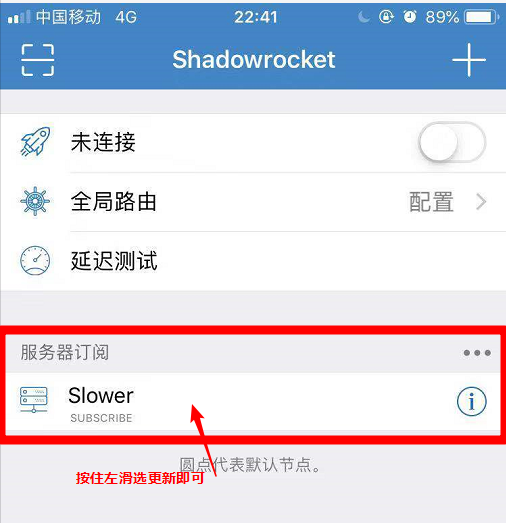 中国移动 4G 22:41 89%
Shadowrocket
未连接
全局路由 配置
延迟测试
服务器订阅
Slower
SUBSCRIBE
圆点代表默认节点。
按住左滑选更新即可